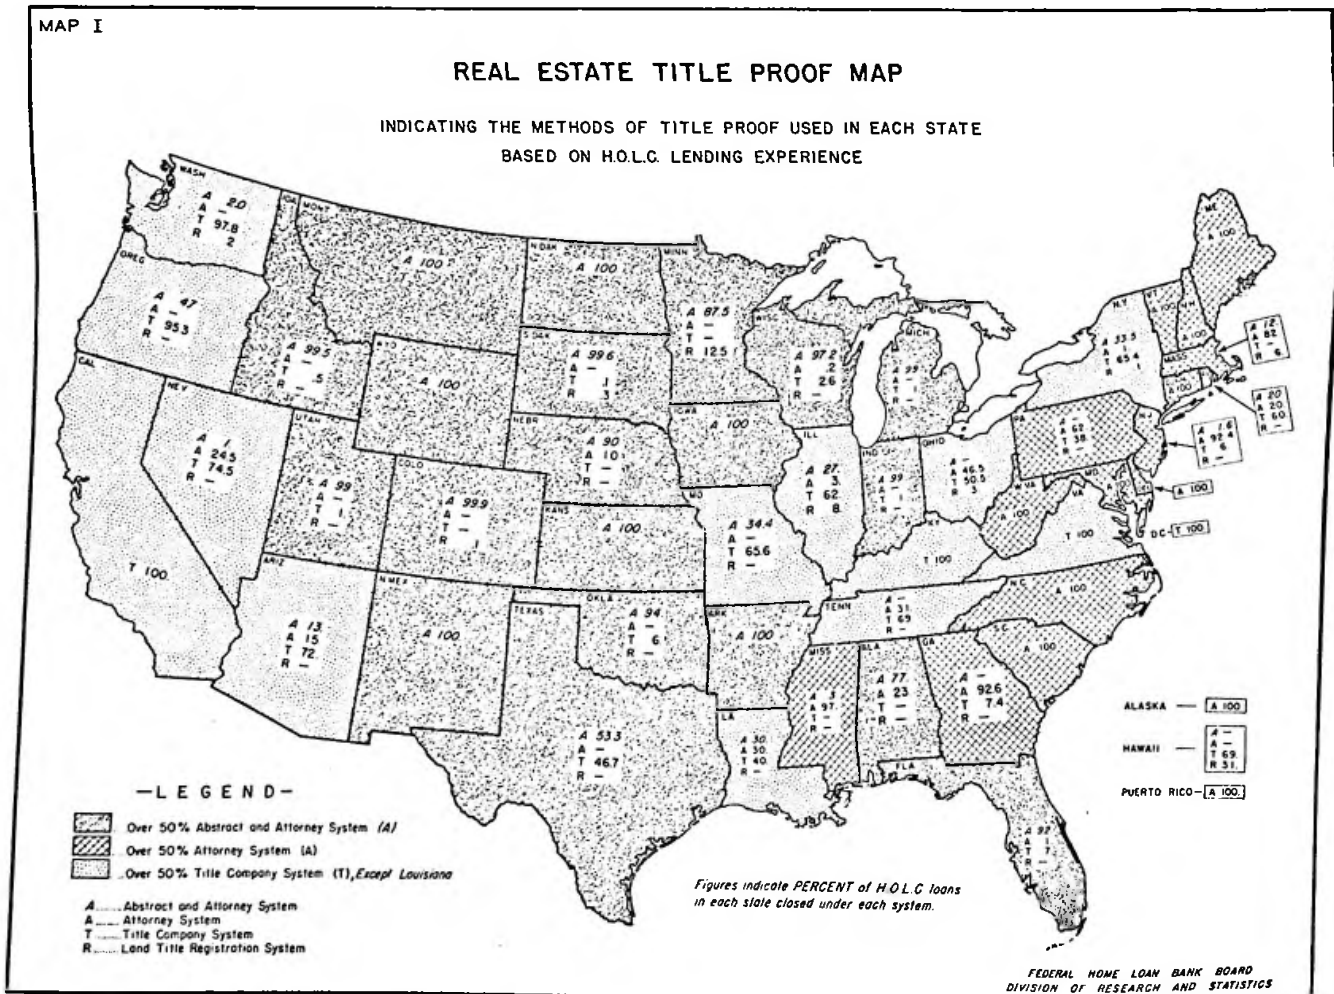 MAP I
REAL ESTATE TITLE PROOF MAP
INDICATING THE METHODS OF TITLE PROOF USED IN EACH STATE
BASED ON H.O.L.C. LENDING EXPERIENCE
WASH
A 2.0
A —
T 97.8
R .2
OREG
A 4.7
A —
T 95.3
R —
CAL
T 100.
NEV
A 1.
A 24.5
T 74.5
R —
IDA
A 99.5
A —
T .5
R —
MONT
A 100
A 100
UTAH
A 99
A —
T 1.
R —
COLO
A 99.9
A —
T —
R .1
ARIZ
A 13
A 15
T 72
R —
N.MEX
A 100
N DAK
A 100
DAK
A 99.6
A —
T .1
R .3
NEBR
A 90
A 10
T —
R —
KANS
A 100
OKLA
A 94
A —
T 6
R —
TEXAS
A 53.3
A —
T 46.7
R —
MINN
A 87.5
A —
T —
R 12.5
IOWA
A 100
MO
A 34.4
A —
T 65.6
R —
ARK
A 100
LA
A 30.
A 30.
T 40.
R —
A 97.2
A .2
T 2.6
R —
MICH
A 99
A —
T 1
R —
ILL
A 27.
A 3.
T 62.
R 8.
IND
A 99
A —
T 1
R —
OHIO
A —
A 46.5
T 50.5
R 3
KY
T 100
TENN
A —
A 31.
T 69
R —
MISS
A 3
A 97.
T —
R —
ALA
A 77.
A 23
T —
R —
GA
A —
A 92.6
T 7.4
R —
FLA
A 92
A 1
T 7
R —
S.C.
A 100
N.C.
A 100
VA
T 100
W.VA
A 100
MD
PA
A —
A 62
T 38.
R —
N.Y.
A 33.5
A 1
T 65.4
R .1
VT
100
N.H
A 100
ME
A 100
MASS
A 12
A 82
T —
R 6
100
A 20
A 20
T 60
R —
N.J.
A 1.6
A 92.4
T 6
R —
A 100
DC — T 100
ALASKA — A 100
HAWAII — A —
A —
T 69.
R 31.
PUERTO RICO — A 100.
—LEGEND—
Over 50% Abstract and Attorney System (A)
Over 50% Attorney System (A)
Over 50% Title Company System (T), Except Louisiana
A...... Abstract and Attorney System
A...... Attorney System
T...... Title Company System
R...... Land Title Registration System
Figures indicate PERCENT of H O L C loans
in each state closed under each system.
FEDERAL HOME LOAN BANK BOARD
DIVISION OF RESEARCH AND STATISTICS